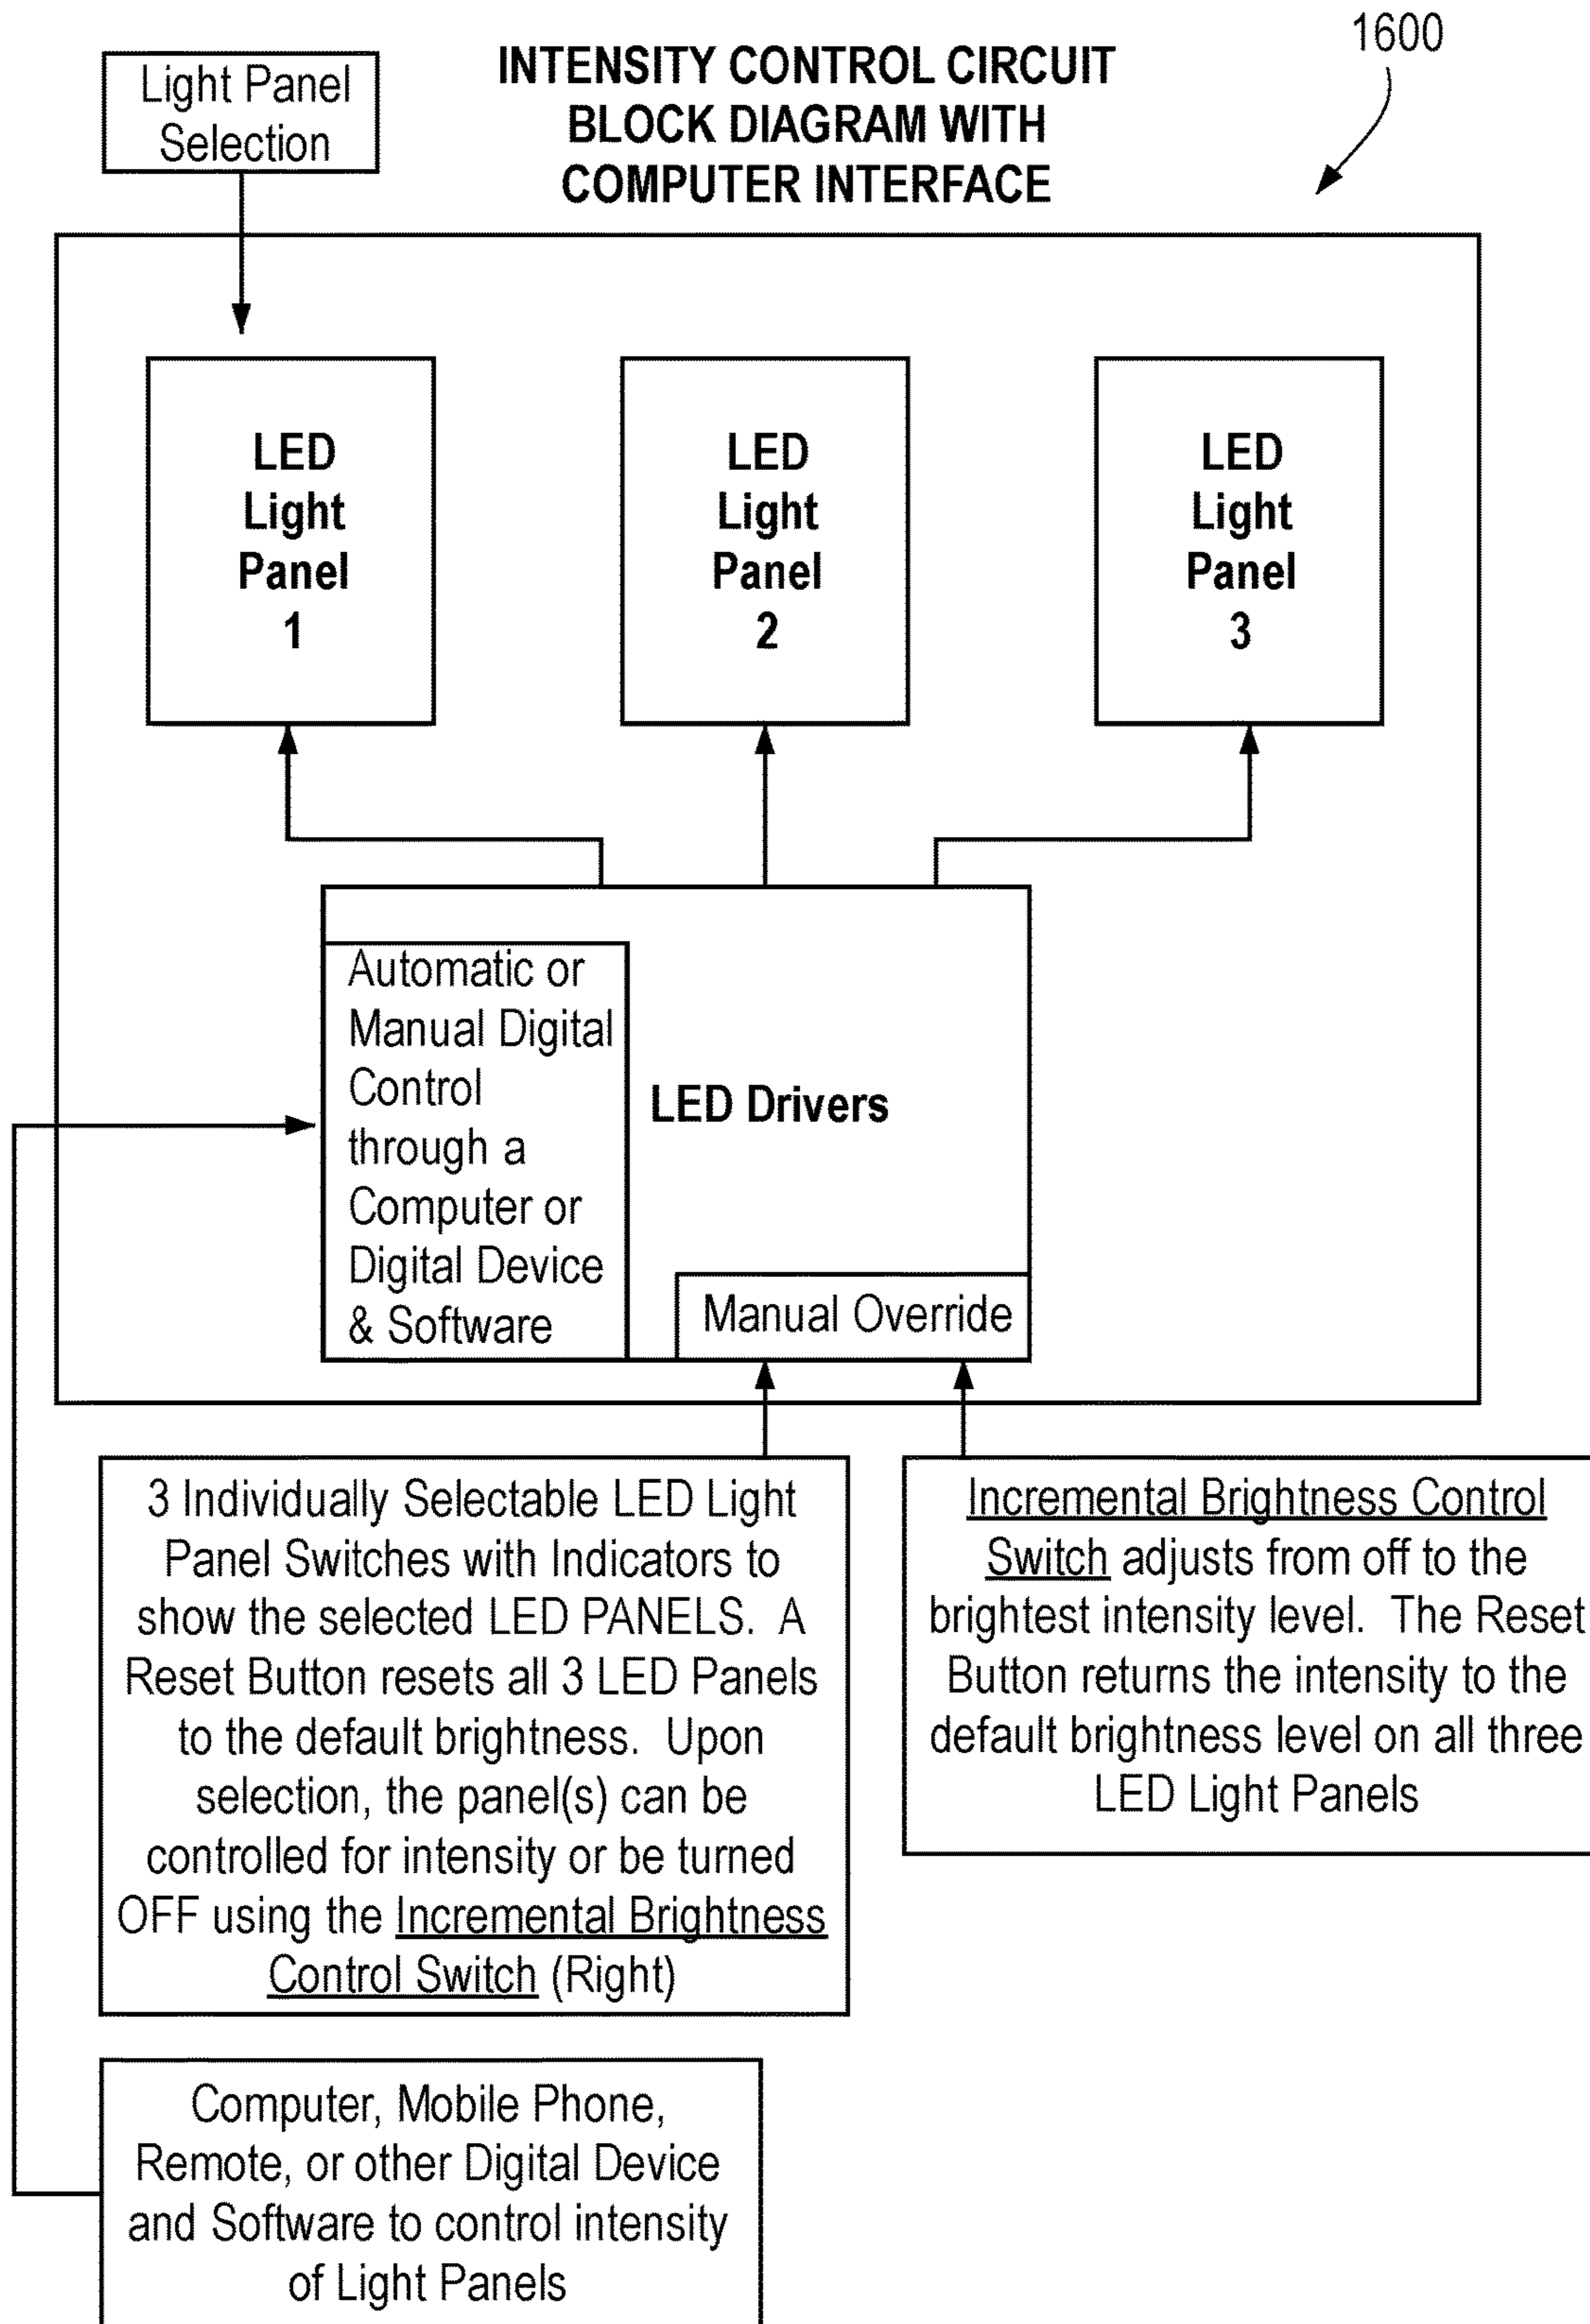 1600
Light Panel
Selection
INTENSITY CONTROL CIRCUIT
BLOCK DIAGRAM WITH
COMPUTER INTERFACE
LED
Light
Panel
1
LED
Light
Panel
2
LED
Light
Panel
3
Automatic or
Manual Digital
Control
through a
Computer or
Digital Device
& Software
LED Drivers
Manual Override
3 Individually Selectable LED Light
Panel Switches with Indicators to
show the selected LED PANELS. A
Reset Button resets all 3 LED Panels
to the default brightness. Upon
selection, the panel(s) can be
controlled for intensity or be turned
OFF using the Incremental Brightness
Control Switch (Right)
Incremental Brightness Control
Switch adjusts from off to the
brightest intensity level. The Reset
Button returns the intensity to the
default brightness level on all three
LED Light Panels
Computer, Mobile Phone,
Remote, or other Digital Device
and Software to control intensity
of Light Panels